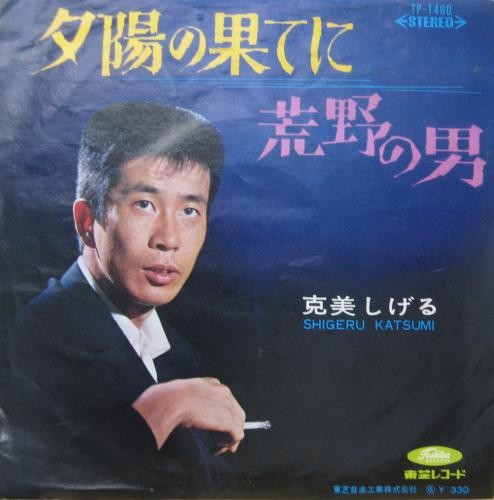 TP-1460
STEREO
夕陽の果てに
荒野の男
克美しげる
SHIGERU KATSUMI
Toshiba
RECORDS
東芝レコード
東芝音楽工業株式会社 Ⓖ ¥330